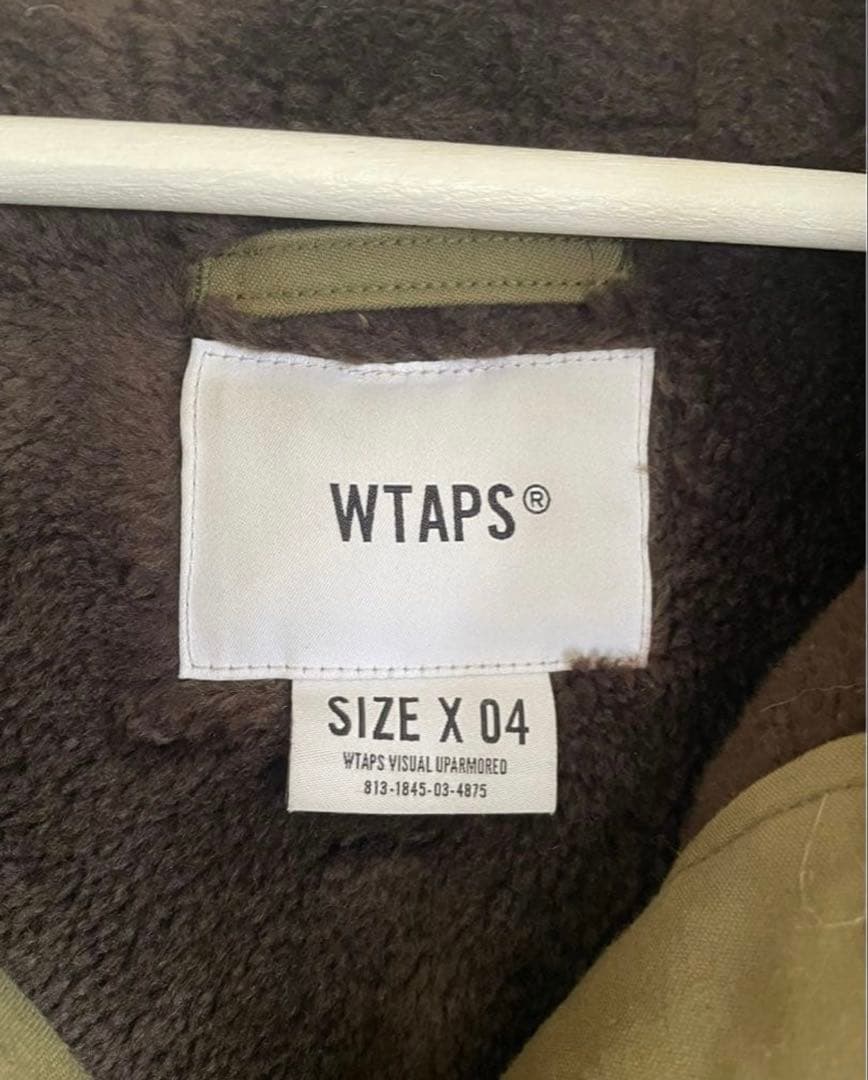 WTAPS®
SIZE X 04
WTAPS VISUAL UPARMORED
813-1845-03-4875